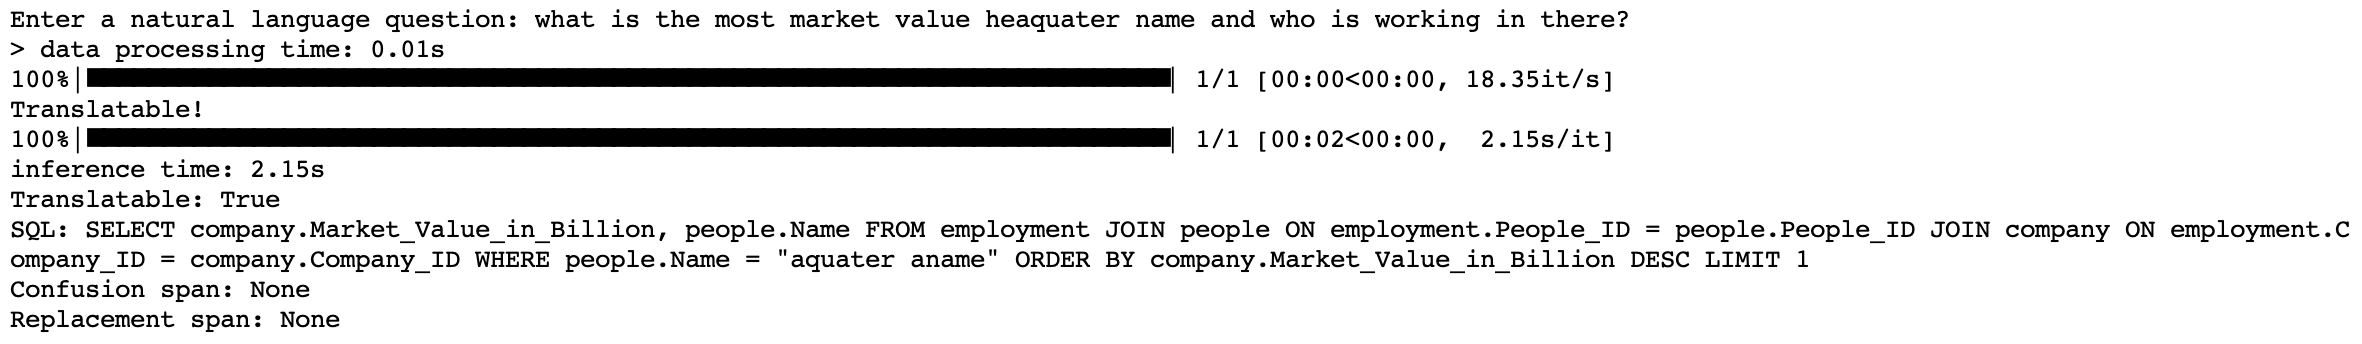 Enter a natural language question: what is the most market value heaquater name and who is working in there?
> data processing time: 0.01s
100%| 1/1 [00:00<00:00, 18.35it/s]
Translatable!
100%| 1/1 [00:02<00:00,  2.15s/it]
inference time: 2.15s
Translatable: True
SQL: SELECT company.Market_Value_in_Billion, people.Name FROM employment JOIN people ON employment.People_ID = people.People_ID JOIN company ON employment.C
ompany_ID = company.Company_ID WHERE people.Name = "aquater aname" ORDER BY company.Market_Value_in_Billion DESC LIMIT 1
Confusion span: None
Replacement span: None